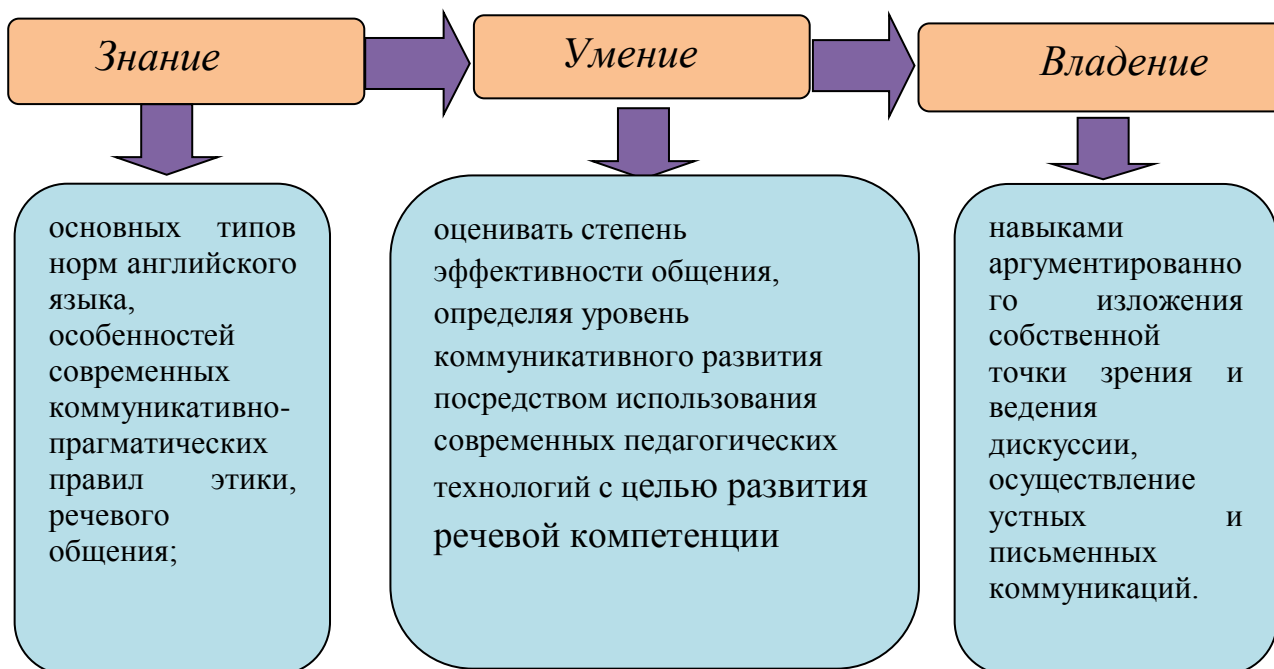 Знание
Умение
Владение
основных типов
норм английского
языка,
особенностей
современных
коммуникативно-
прагматических
правил этики,
речевого
общения;
оценивать степень
эффективности общения,
определяя уровень
коммуникативного развития
посредством использования
современных педагогических
технологий с целью развития
речевой компетенции
навыками
аргументированно
го изложения
собственной
точки зрения и
ведения
дискуссии,
осуществление
устных и
письменных
коммуникаций.